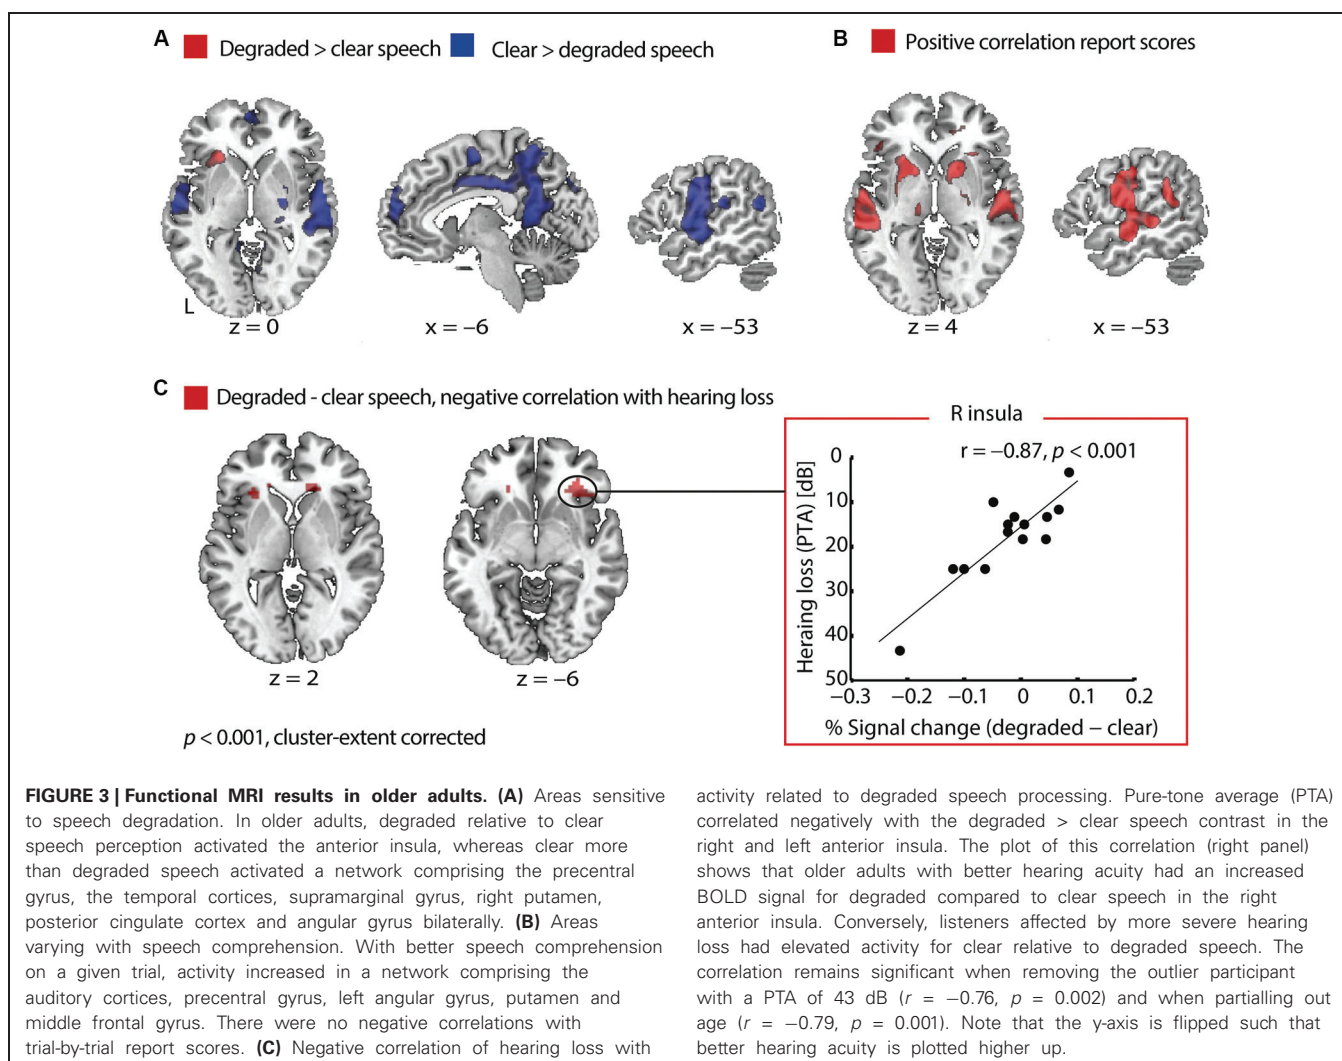 A Degraded > clear speech Clear > degraded speech
B Positive correlation report scores
L
z = 0
x = –6
x = –53
z = 4
x = –53
C Degraded - clear speech, negative correlation with hearing loss
z = 2
z = –6
p < 0.001, cluster-extent corrected
R insula
r = –0.87, p < 0.001
Heraing loss (PTA) [dB]
0
10
20
30
40
50
–0.3 –0.2 –0.1 0 0.1 0.2
% Signal change (degraded – clear)
FIGURE 3 | Functional MRI results in older adults. (A) Areas sensitive
to speech degradation. In older adults, degraded relative to clear
speech perception activated the anterior insula, whereas clear more
than degraded speech activated a network comprising the precentral
gyrus, the temporal cortices, supramarginal gyrus, right putamen,
posterior cingulate cortex and angular gyrus bilaterally. (B) Areas
varying with speech comprehension. With better speech comprehension
on a given trial, activity increased in a network comprising the
auditory cortices, precentral gyrus, left angular gyrus, putamen and
middle frontal gyrus. There were no negative correlations with
trial-by-trial report scores. (C) Negative correlation of hearing loss with
activity related to degraded speech processing. Pure-tone average (PTA)
correlated negatively with the degraded > clear speech contrast in the
right and left anterior insula. The plot of this correlation (right panel)
shows that older adults with better hearing acuity had an increased
BOLD signal for degraded compared to clear speech in the right
anterior insula. Conversely, listeners affected by more severe hearing
loss had elevated activity for clear relative to degraded speech. The
correlation remains significant when removing the outlier participant
with a PTA of 43 dB (r = –0.76, p = 0.002) and when partialling out
age (r = –0.79, p = 0.001). Note that the y-axis is flipped such that
better hearing acuity is plotted higher up.